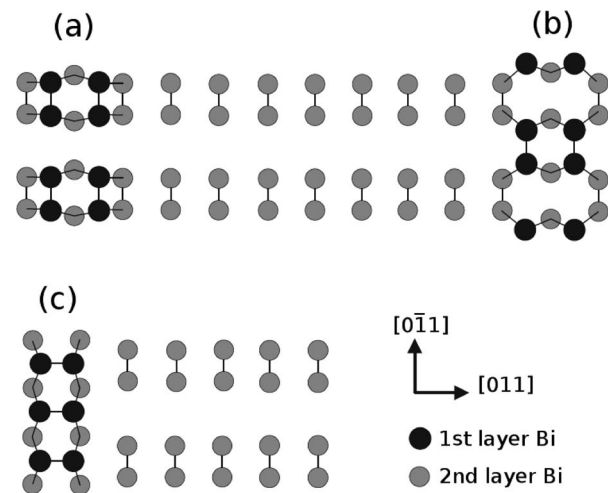 (a)
(b)
(c)
[01̄1]
[011]
1st layer Bi
2nd layer Bi